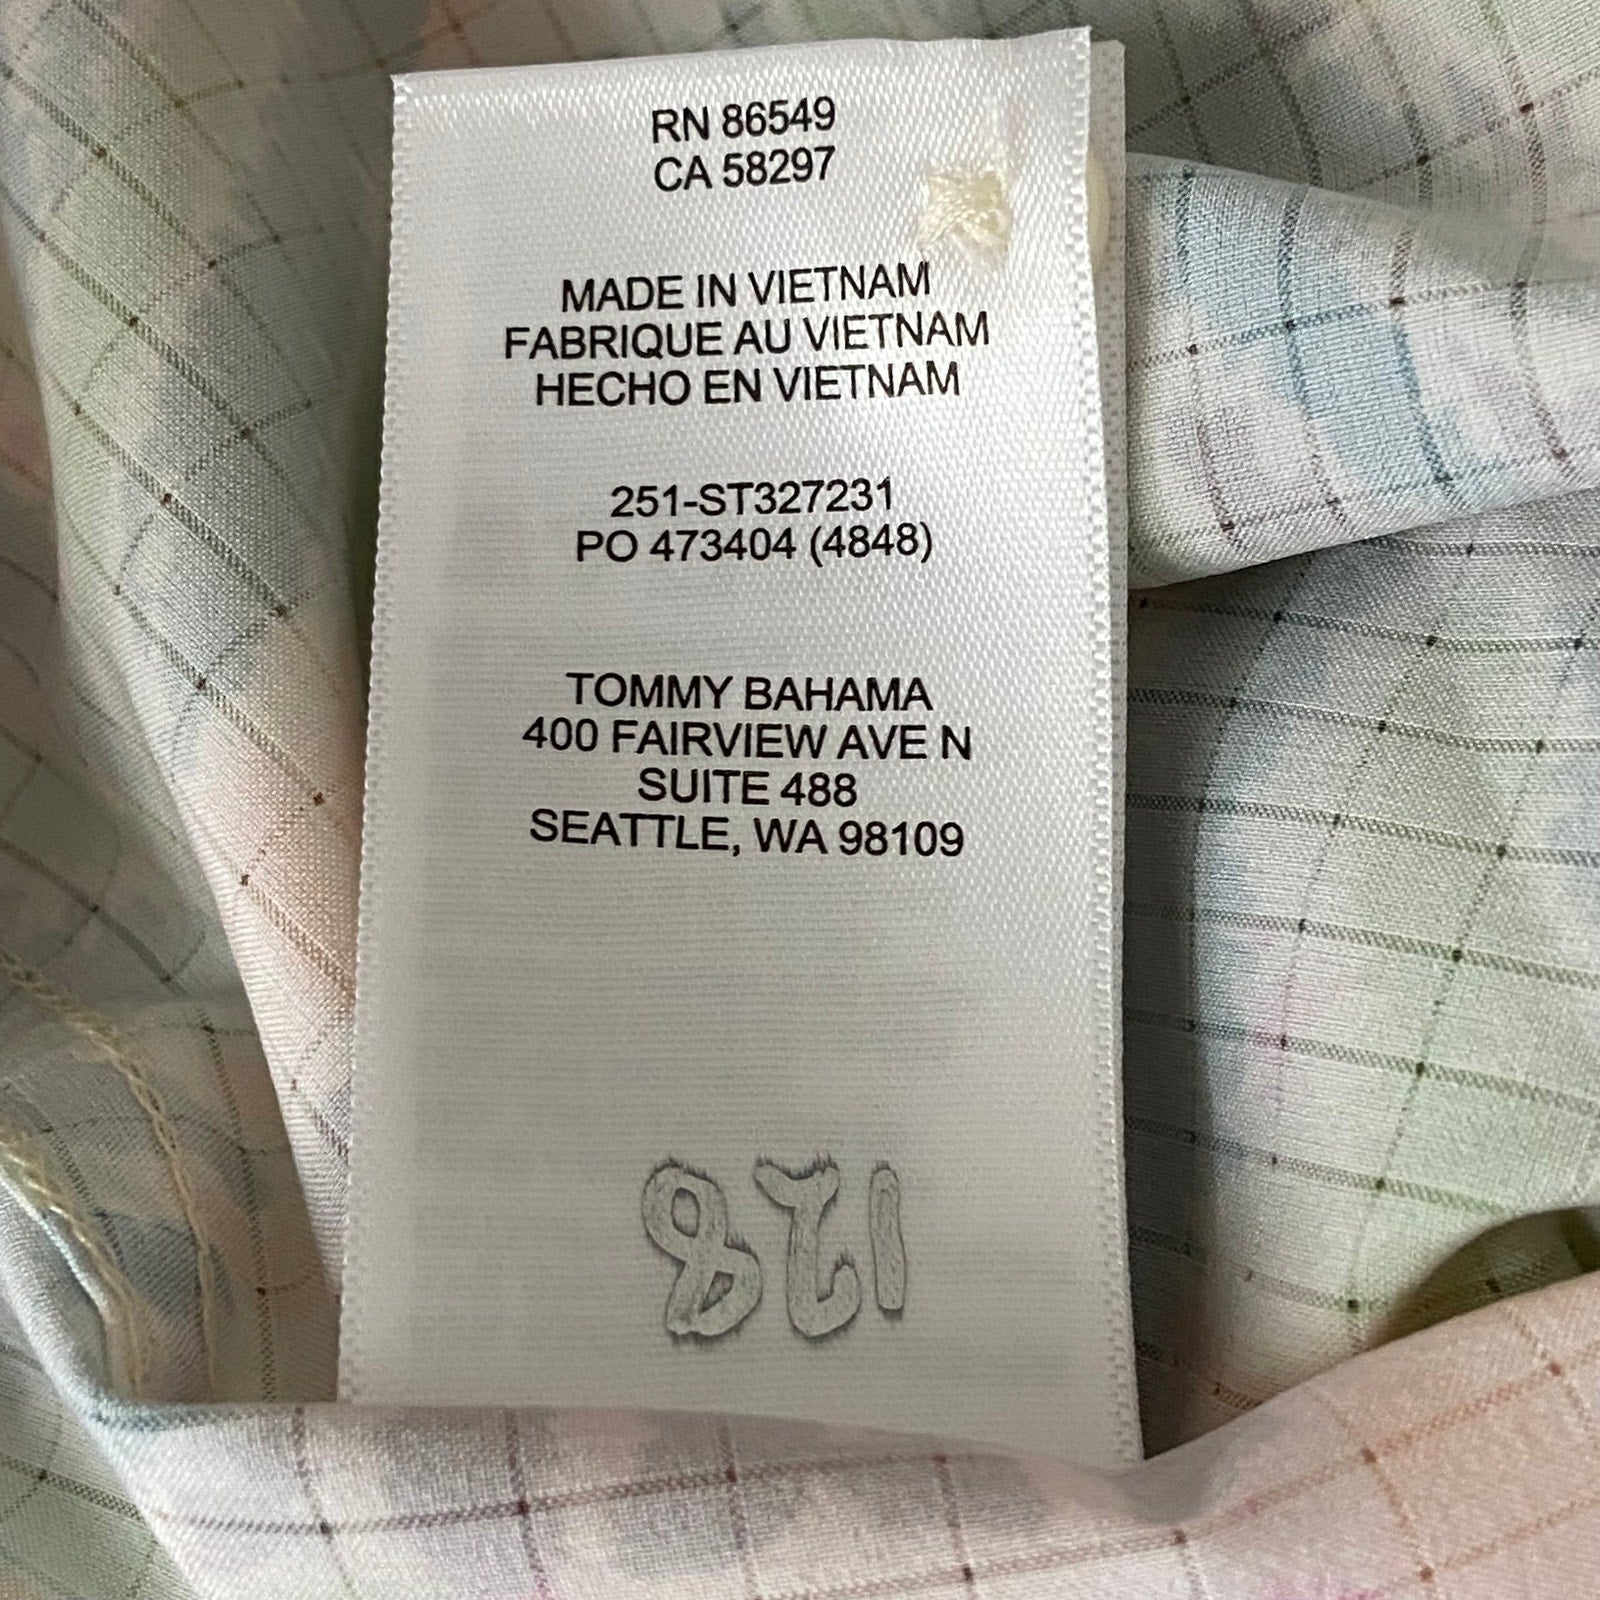 RN 86549
CA 58297
MADE IN VIETNAM
FABRIQUE AU VIETNAM
HECHO EN VIETNAM
251-ST327231
PO 473404 (4848)
TOMMY BAHAMA
400 FAIRVIEW AVE N
SUITE 488
SEATTLE, WA 98109